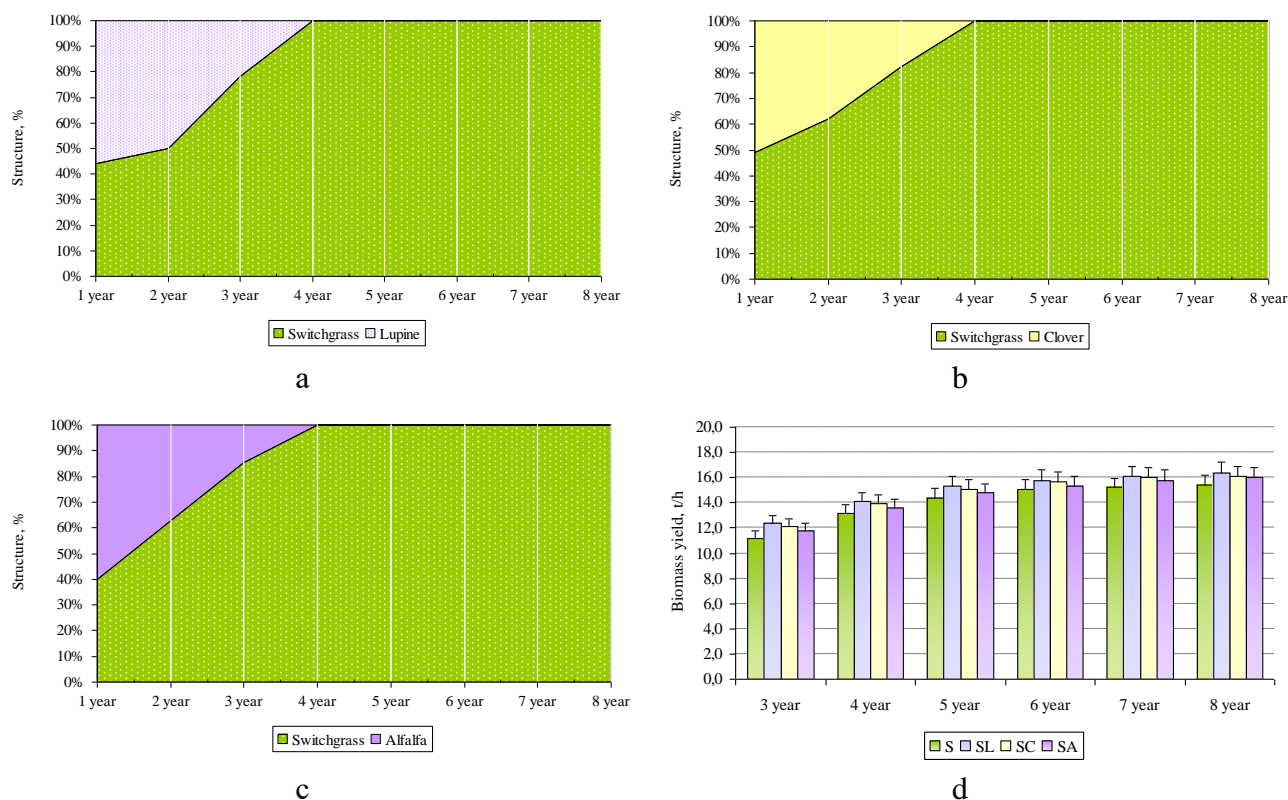 100%
90%
80%
70%
60%
50%
40%
30%
20%
10%
0%
Structure, %
1 year 2 year 3 year 4 year 5 year 6 year 7 year 8 year
Switchgrass Lupine
a
100%
90%
80%
70%
60%
50%
40%
30%
20%
10%
0%
Structure, %
1 year 2 year 3 year 4 year 5 year 6 year 7 year 8 year
Switchgrass Clover
b
100%
90%
80%
70%
60%
50%
40%
30%
20%
10%
0%
Structure, %
1 year 2 year 3 year 4 year 5 year 6 year 7 year 8 year
Switchgrass Alfalfa
c
20,0
18,0
16,0
14,0
12,0
10,0
8,0
6,0
4,0
2,0
0,0
Biomass yield, t/h
3 year 4 year 5 year 6 year 7 year 8 year
S SL SC SA
d